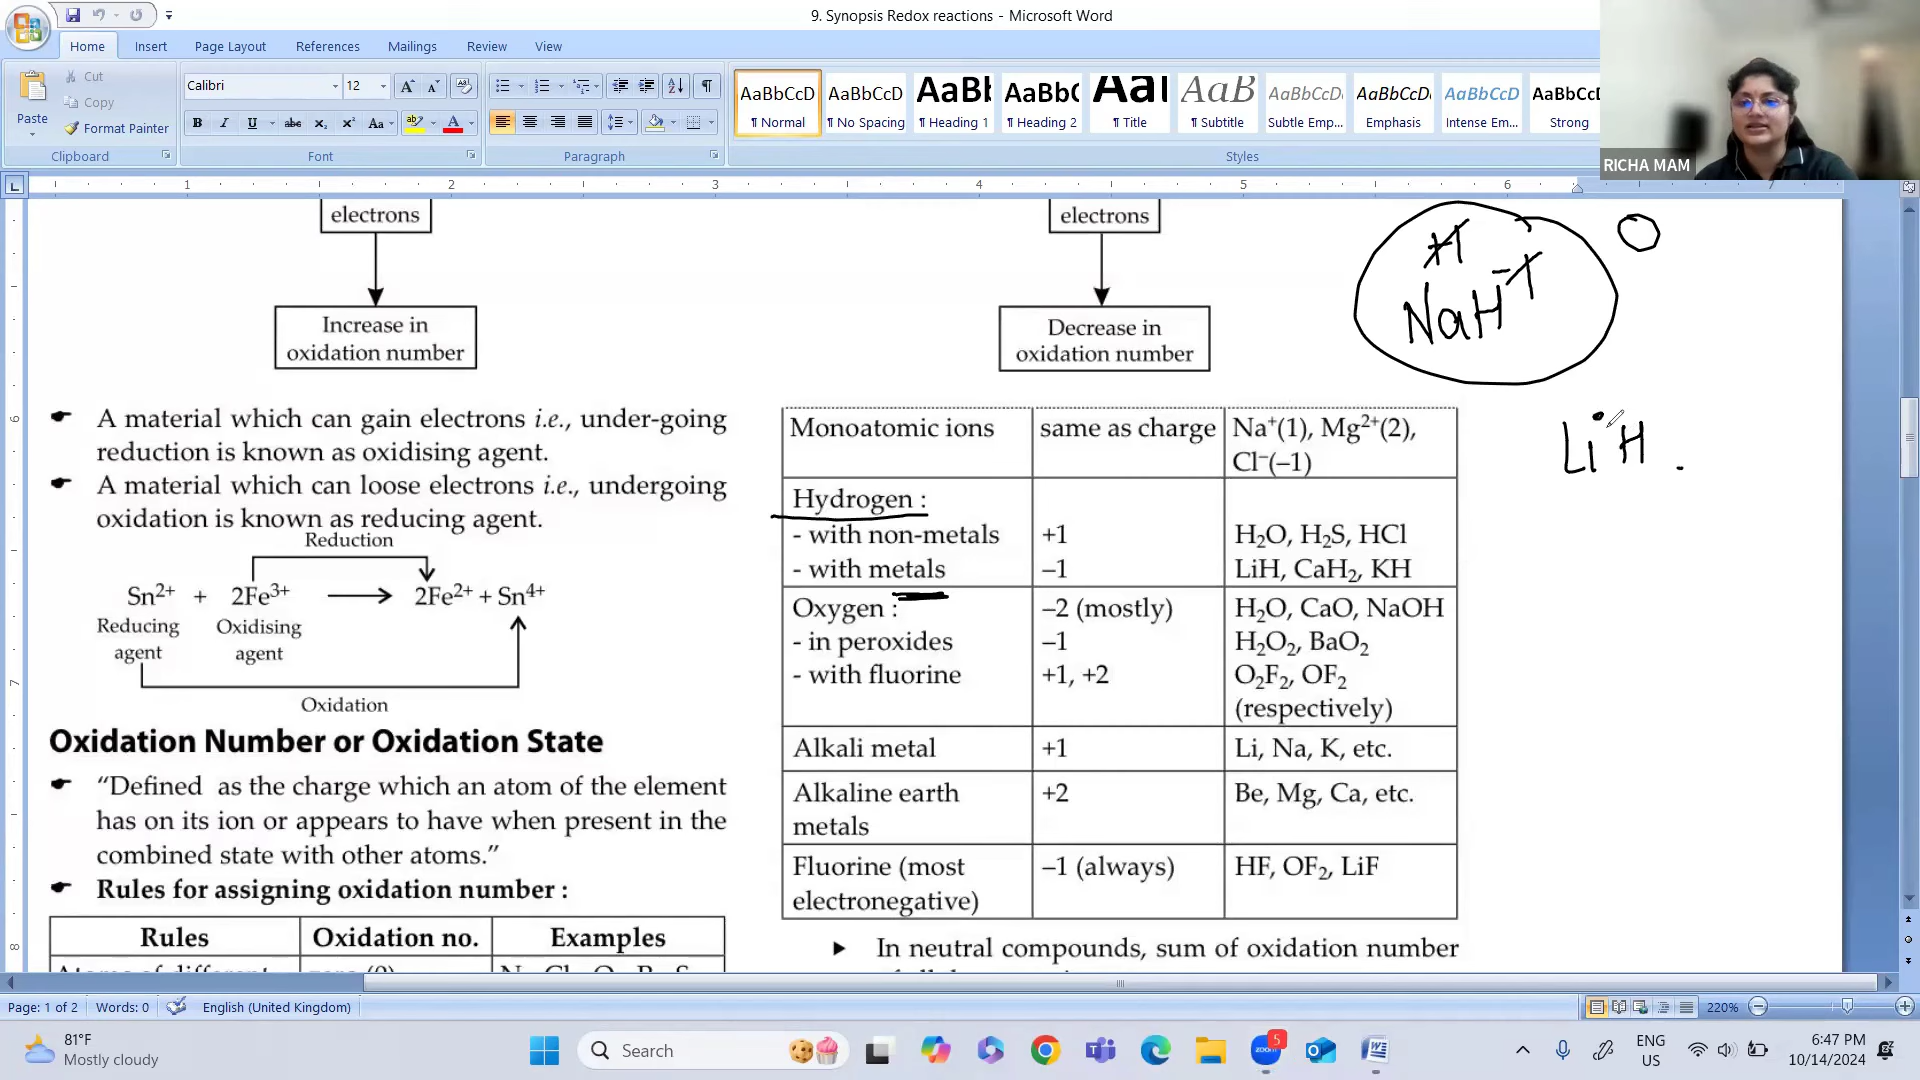 9. Synopsis Redox reactions - Microsoft Word
Home Insert Page Layout References Mailings Review View
Paste
Cut
Copy
Format Painter
Clipboard
Calibri 12
Font
Paragraph
AaBbCcD AaBbCcD
¶ Normal ¶ No Spacing ¶ Heading 1 ¶ Heading 2 ¶ Title ¶ Subtitle Subtle Emp... Emphasis Intense Em... Strong
Styles
RICHA MAM
1 2 3 4 5 6 7
electrons
Increase in
oxidation number
electrons
Decrease in
oxidation number
NaH
O
LiH .
A material which can gain electrons i.e., under-going
reduction is known as oxidising agent.
A material which can loose electrons i.e., undergoing
oxidation is known as reducing agent.
Reduction
Sn²⁺ + 2Fe³⁺ ⟶ 2Fe²⁺ + Sn⁴⁺
Reducing agent
Oxidising agent
Oxidation
Oxidation Number or Oxidation State
“Defined as the charge which an atom of the element
has on its ion or appears to have when present in the
combined state with other atoms.”
Rules for assigning oxidation number :
Rules Oxidation no. Examples
Monoatomic ions same as charge Na⁺(1), Mg²⁺(2),
Cl⁻(–1)
Hydrogen :
- with non-metals +1 H₂O, H₂S, HCl
- with metals –1 LiH, CaH₂, KH
Oxygen : –2 (mostly) H₂O, CaO, NaOH
- in peroxides –1 H₂O₂, BaO₂
- with fluorine +1, +2 O₂F₂, OF₂
(respectively)
Alkali metal +1 Li, Na, K, etc.
Alkaline earth +2 Be, Mg, Ca, etc.
metals
Fluorine (most –1 (always) HF, OF₂, LiF
electronegative)
In neutral compounds, sum of oxidation number
Page: 1 of 2 Words: 0 English (United Kingdom) 220%
81°F
Mostly cloudy
Search
zoom 5
ENG
US
6:47 PM
10/14/2024